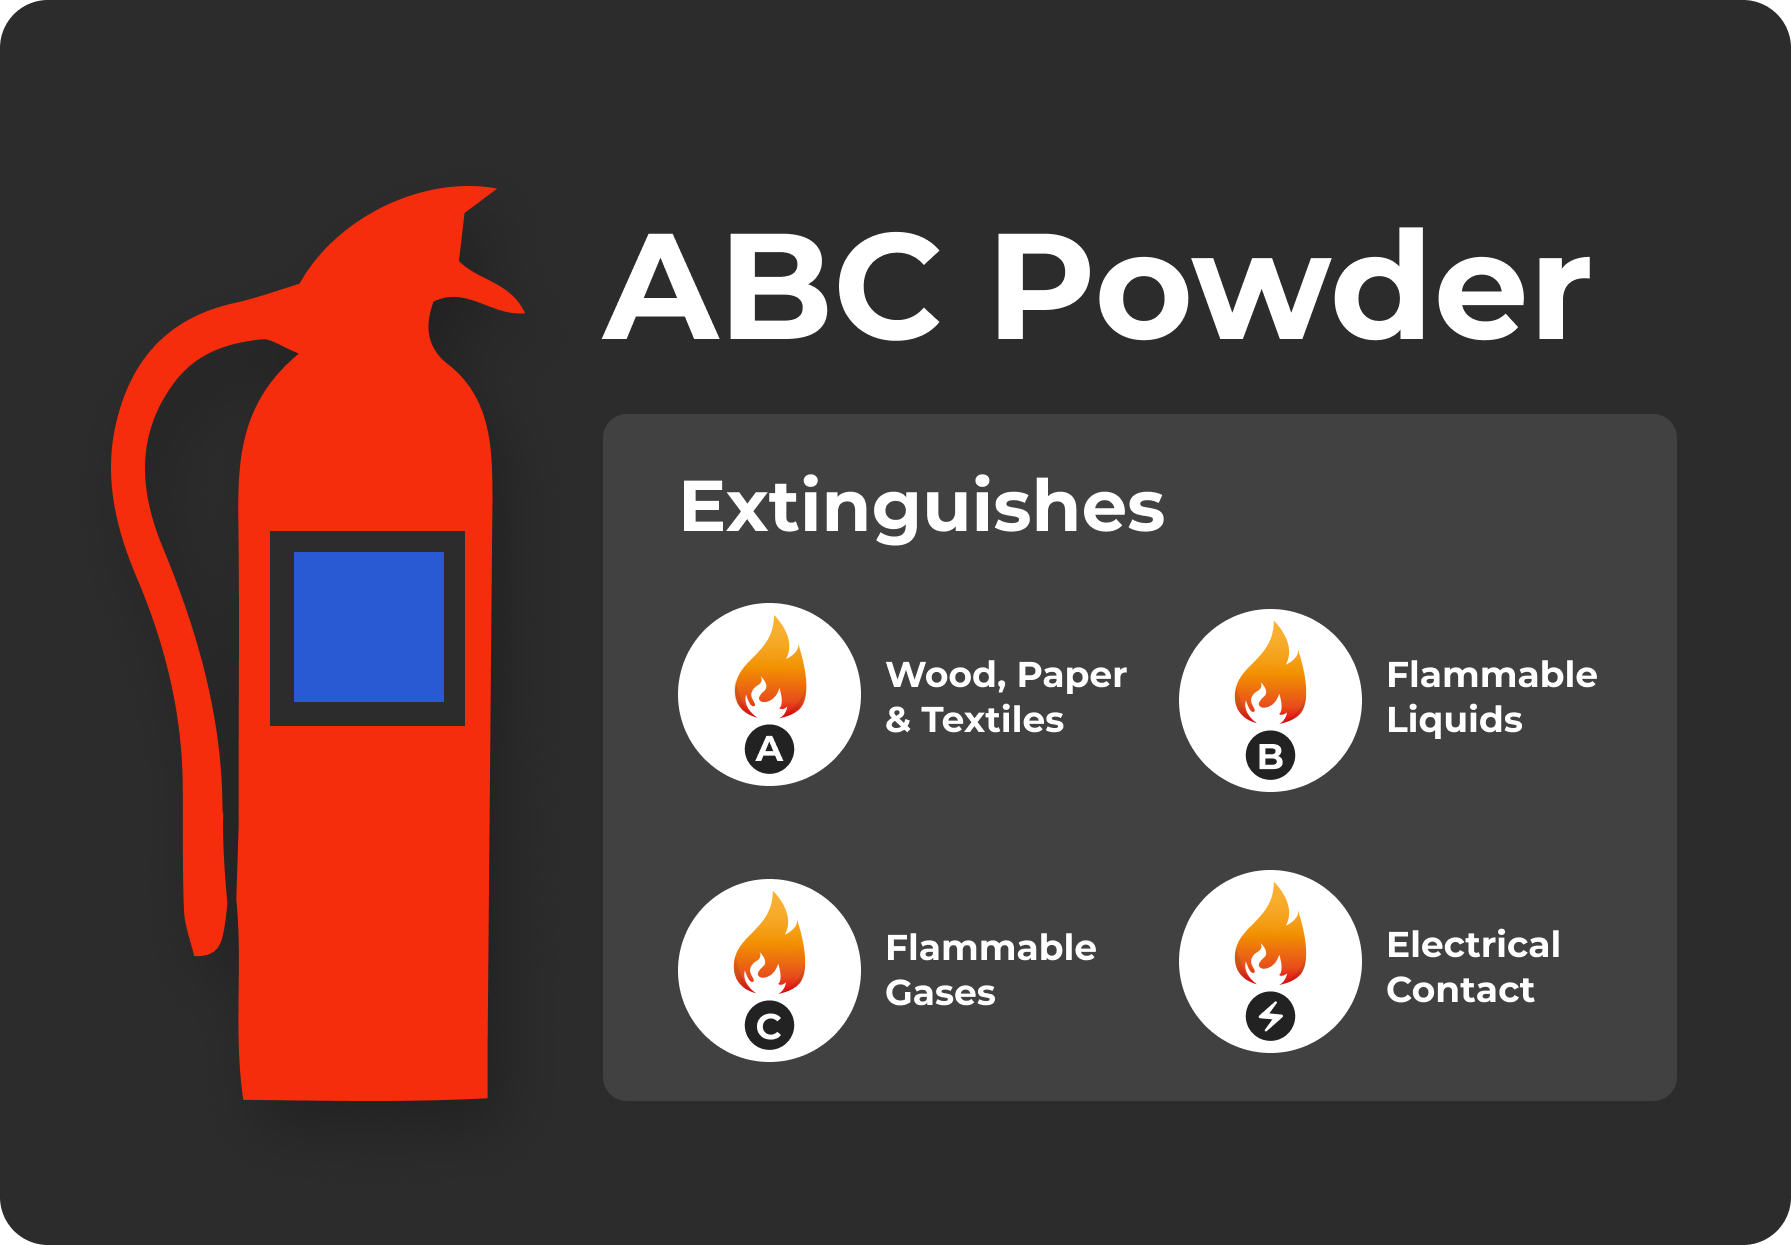 ABC Powder
Extinguishes
Wood, Paper
& Textiles
A
Flammable
Liquids
B
Flammable
Gases
C
Electrical
Contact